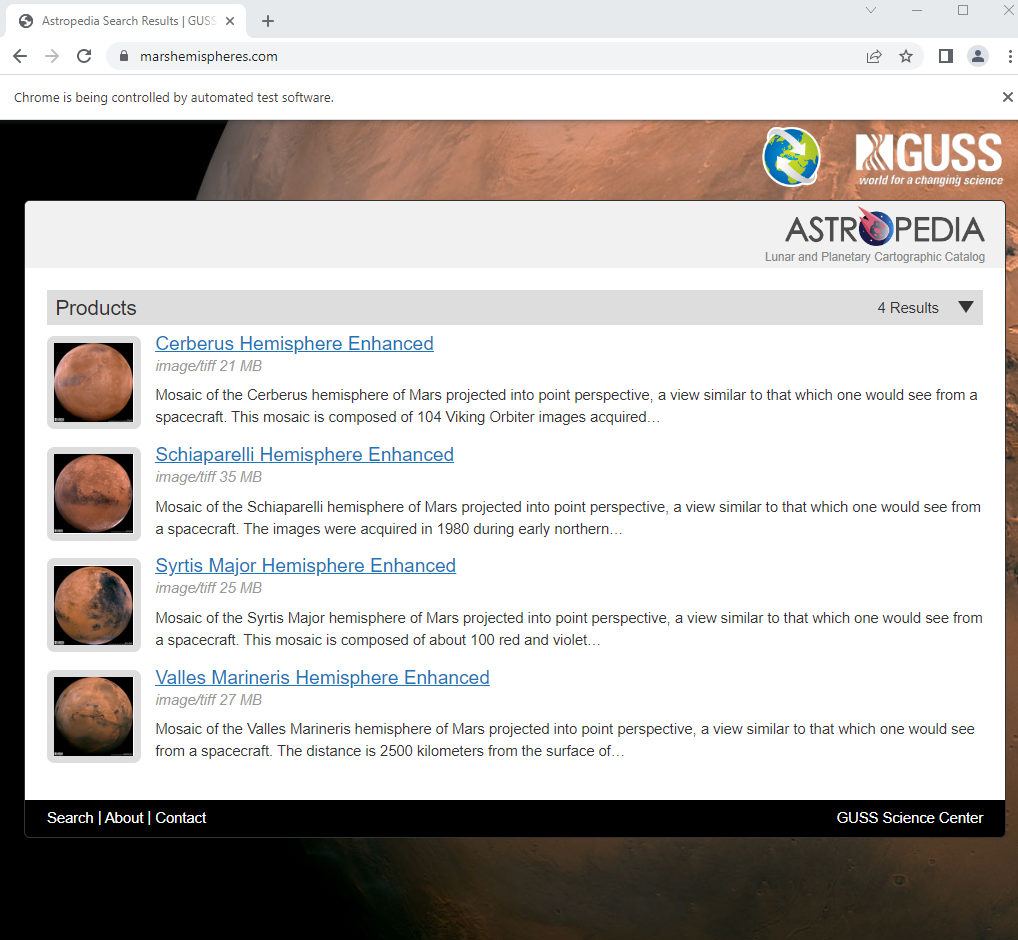 Astropedia Search Results | GUSS
marshemispheres.com
Chrome is being controlled by automated test software.
GUSS
world for a changing science
ASTROPEDIA
Lunar and Planetary Cartographic Catalog
Products
4 Results
Cerberus Hemisphere Enhanced
image/tiff 21 MB
Mosaic of the Cerberus hemisphere of Mars projected into point perspective, a view similar to that which one would see from a
spacecraft. This mosaic is composed of 104 Viking Orbiter images acquired…
Schiaparelli Hemisphere Enhanced
image/tiff 35 MB
Mosaic of the Schiaparelli hemisphere of Mars projected into point perspective, a view similar to that which one would see from
a spacecraft. The images were acquired in 1980 during early northern…
Syrtis Major Hemisphere Enhanced
image/tiff 25 MB
Mosaic of the Syrtis Major hemisphere of Mars projected into point perspective, a view similar to that which one would see from
a spacecraft. This mosaic is composed of about 100 red and violet…
Valles Marineris Hemisphere Enhanced
image/tiff 27 MB
Mosaic of the Valles Marineris hemisphere of Mars projected into point perspective, a view similar to that which one would see
from a spacecraft. The distance is 2500 kilometers from the surface of…
Search | About | Contact
GUSS Science Center